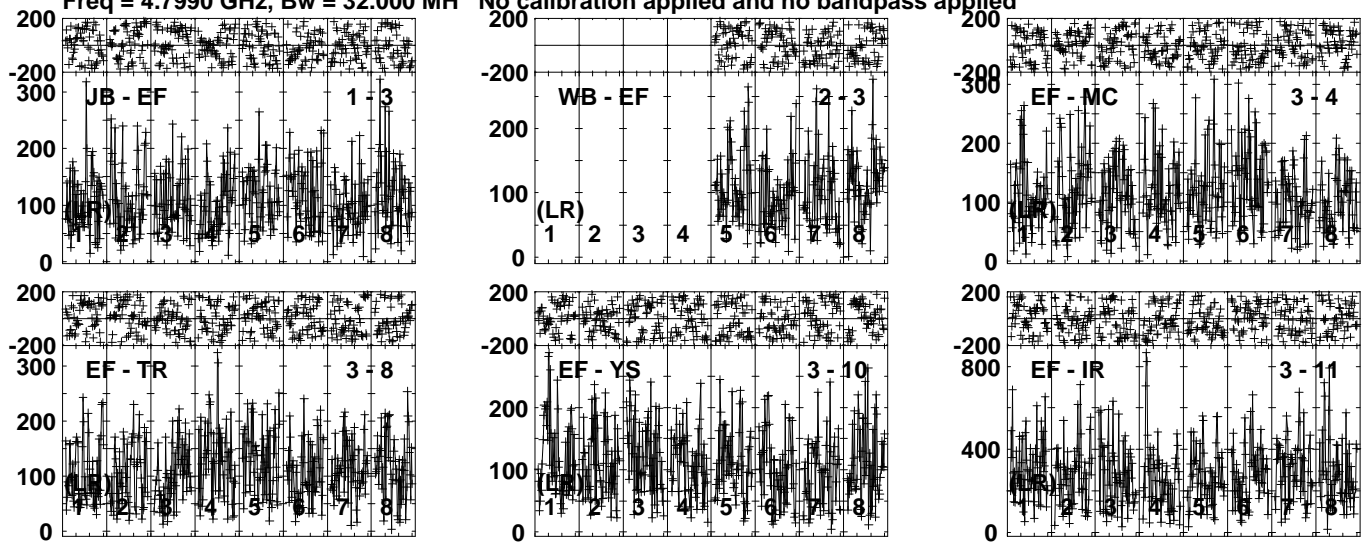 Freq = 4.7990 GHz, Bw = 32.000 MH No calibration applied and no bandpass applied
200
-200
300
200
100
0
JB - EF 1 - 3
(LR)
1 2 3 4 5 6 7 8
200
-200
200
100
0
WB - EF 2 - 3
(LR)
1 2 3 4 5 6 7 8
200
-200
300
200
100
0
EF - MC 3 - 4
(LR)
1 2 3 4 5 6 7 8
200
-200
300
200
100
0
EF - TR 3 - 8
(LR)
1 2 3 4 5 6 7 8
200
-200
200
100
0
EF - YS 3 - 10
(LR)
1 2 3 4 5 6 7 8
200
-200
800
400
0
EF - IR 3 - 11
(LR)
1 2 3 4 5 6 7 8